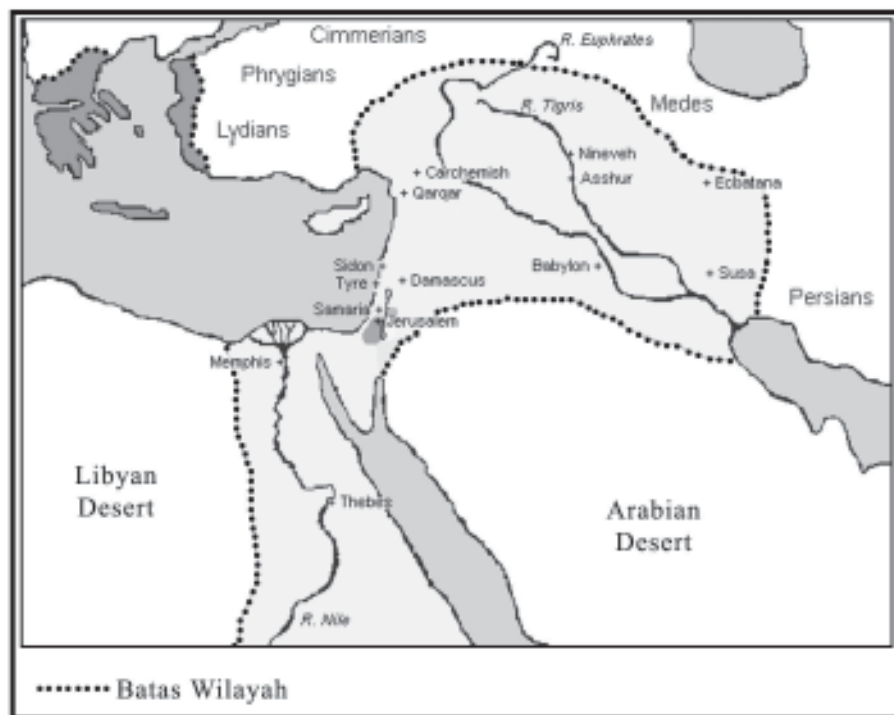 Cimmerians
R. Euphrates
Phrygians
Medes
R. Tigris
Lydians
Nineveh
Carchemish
Asshur
Ecbatana
Qarqar
Sidon
Babylon
Susa
Tyre
Damascus
Persians
Samaria
Jerusalem
Memphis
Libyan
Desert
Thebes
Arabian
Desert
R. Nile
Batas Wilayah